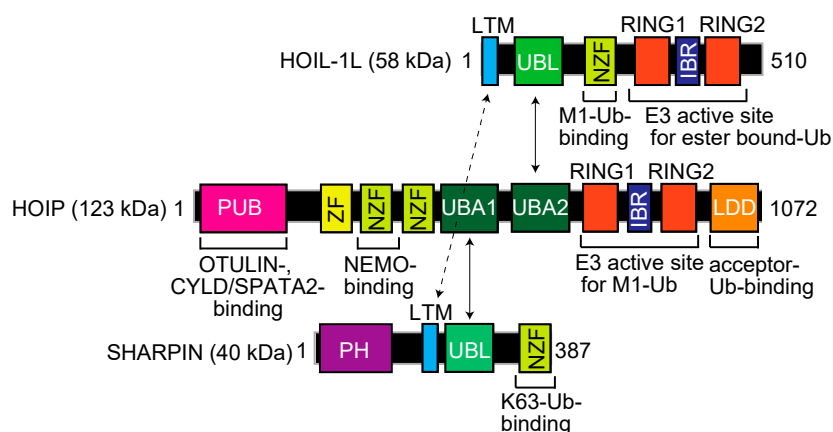 LTM
RING1 RING2
HOIL-1L (58 kDa) 1 UBL NZF IBR 510
M1-Ub-
binding
E3 active site
for ester bound-Ub
RING1 RING2
HOIP (123 kDa) 1 PUB ZF NZF NZF UBA1 UBA2 IBR LDD 1072
OTULIN-,
CYLD/SPATA2-
binding
NEMO-
binding
E3 active site
for M1-Ub
acceptor-
Ub-binding
LTM
SHARPIN (40 kDa) 1 PH UBL NZF 387
K63-Ub-
binding